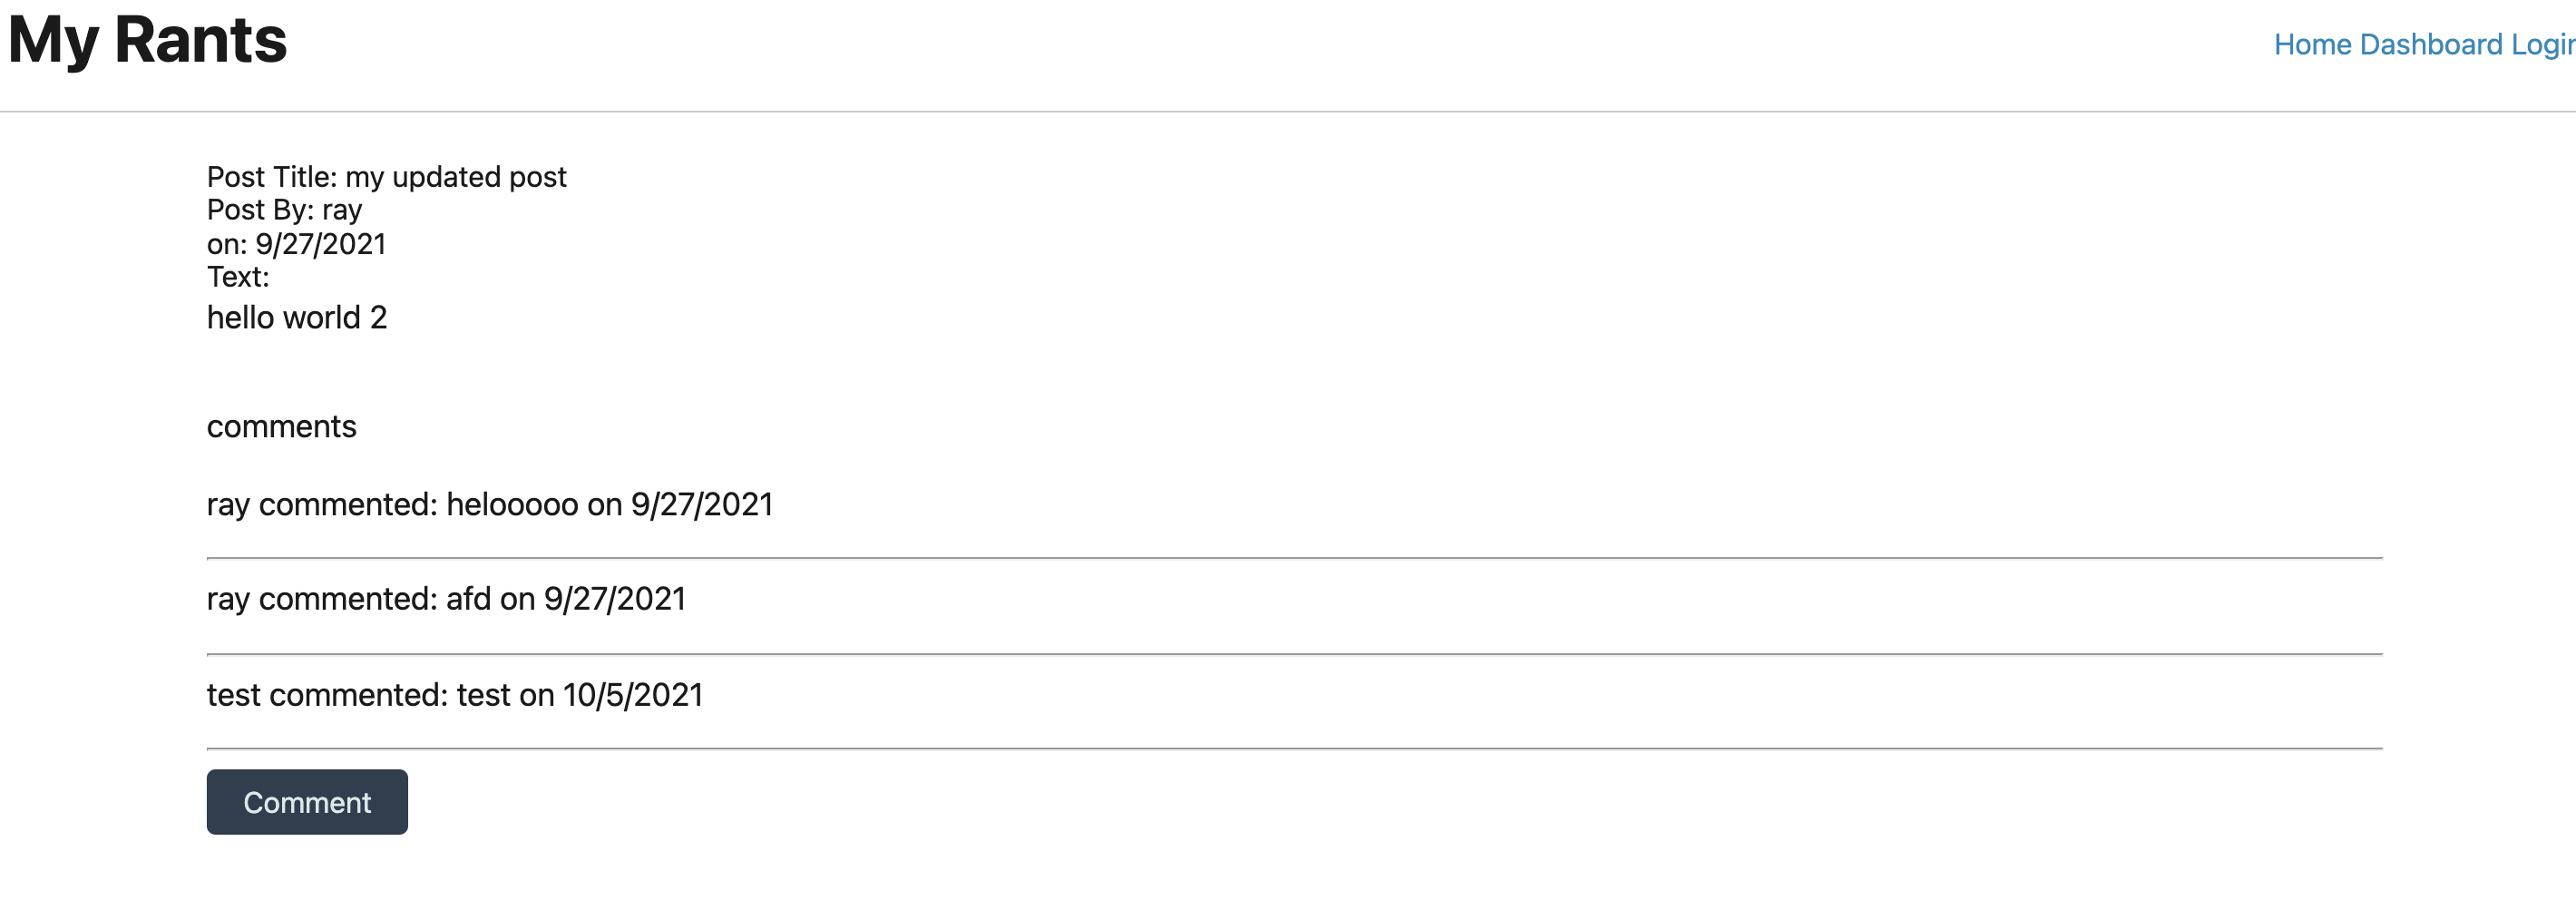 My Rants
Home Dashboard Login
Post Title: my updated post
Post By: ray
on: 9/27/2021
Text:
hello world 2
comments
ray commented: helooooo on 9/27/2021
ray commented: afd on 9/27/2021
test commented: test on 10/5/2021
Comment